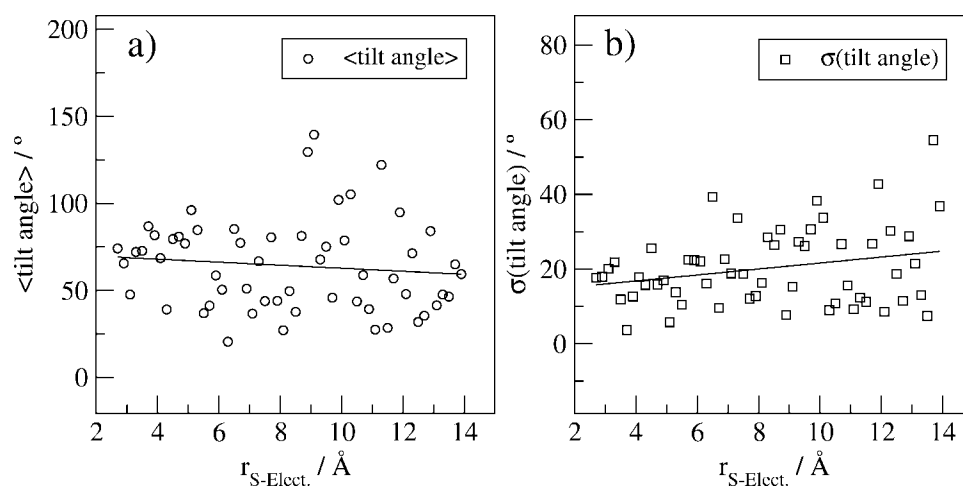 a)
<tilt angle>
200
150
100
50
0
<tilt angle> / °
2 4 6 8 10 12 14
r_S-Elect. / Å
b)
σ(tilt angle)
80
60
40
20
0
σ(tilt angle) / °
2 4 6 8 10 12 14
r_S-Elect. / Å